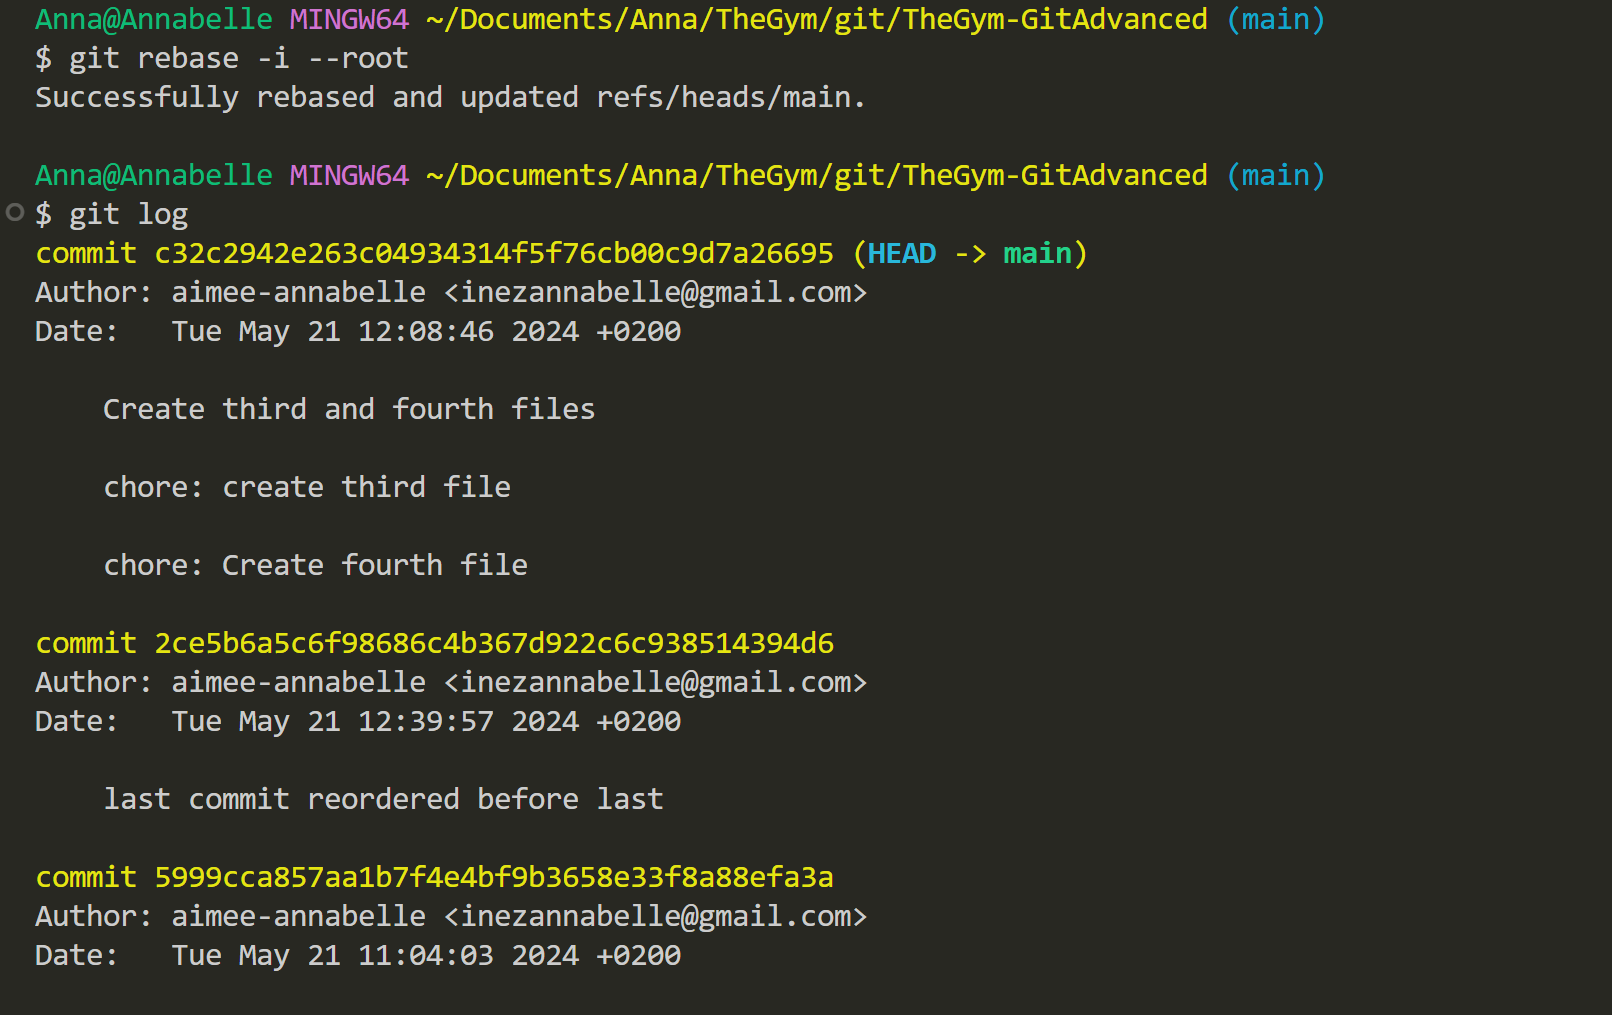 Anna@Annabelle MINGW64 ~/Documents/Anna/TheGym/git/TheGym-GitAdvanced (main)
$ git rebase -i --root
Successfully rebased and updated refs/heads/main.
Anna@Annabelle MINGW64 ~/Documents/Anna/TheGym/git/TheGym-GitAdvanced (main)
$ git log
commit c32c2942e263c04934314f5f76cb00c9d7a26695 (HEAD -> main)
Author: aimee-annabelle <inezannabelle@gmail.com>
Date:   Tue May 21 12:08:46 2024 +0200
    Create third and fourth files
    chore: create third file
    chore: Create fourth file
commit 2ce5b6a5c6f98686c4b367d922c6c938514394d6
Author: aimee-annabelle <inezannabelle@gmail.com>
Date:   Tue May 21 12:39:57 2024 +0200
    last commit reordered before last
commit 5999cca857aa1b7f4e4bf9b3658e33f8a88efa3a
Author: aimee-annabelle <inezannabelle@gmail.com>
Date:   Tue May 21 11:04:03 2024 +0200